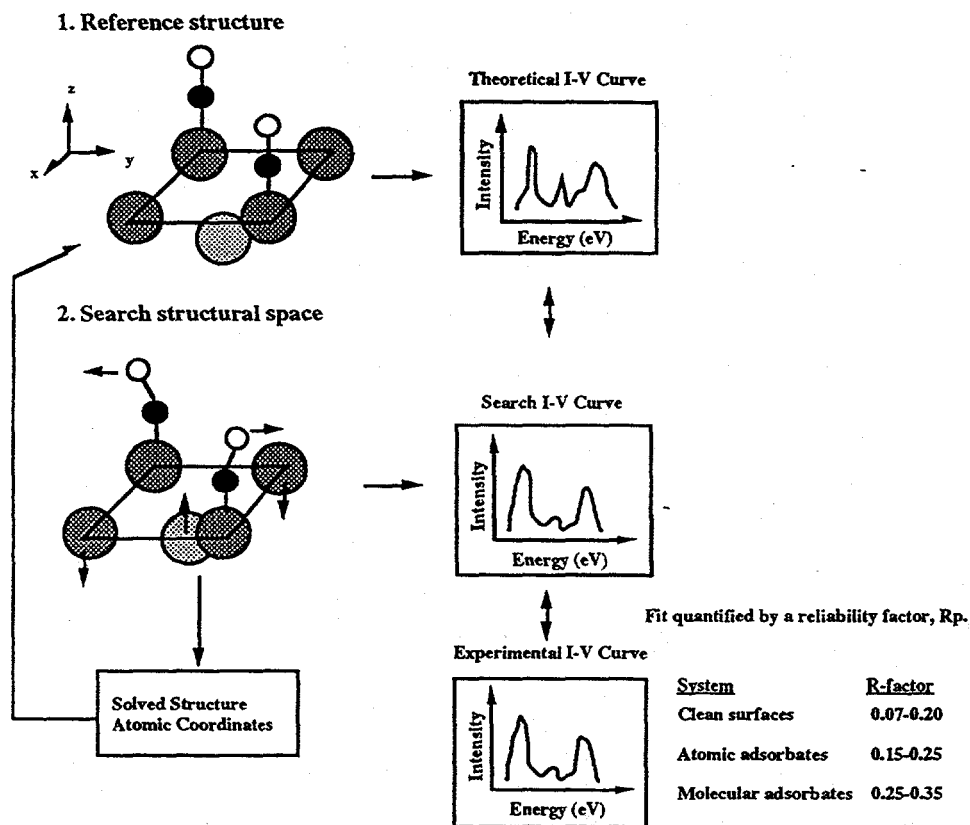 1. Reference structure
z
y
x
Theoretical I-V Curve
Intensity
Energy (eV)
2. Search structural space
Search I-V Curve
Intensity
Energy (eV)
Fit quantified by a reliability factor, Rp.
Solved Structure
Atomic Coordinates
Experimental I-V Curve
Intensity
Energy (eV)
System R-factor
Clean surfaces 0.07-0.20
Atomic adsorbates 0.15-0.25
Molecular adsorbates 0.25-0.35